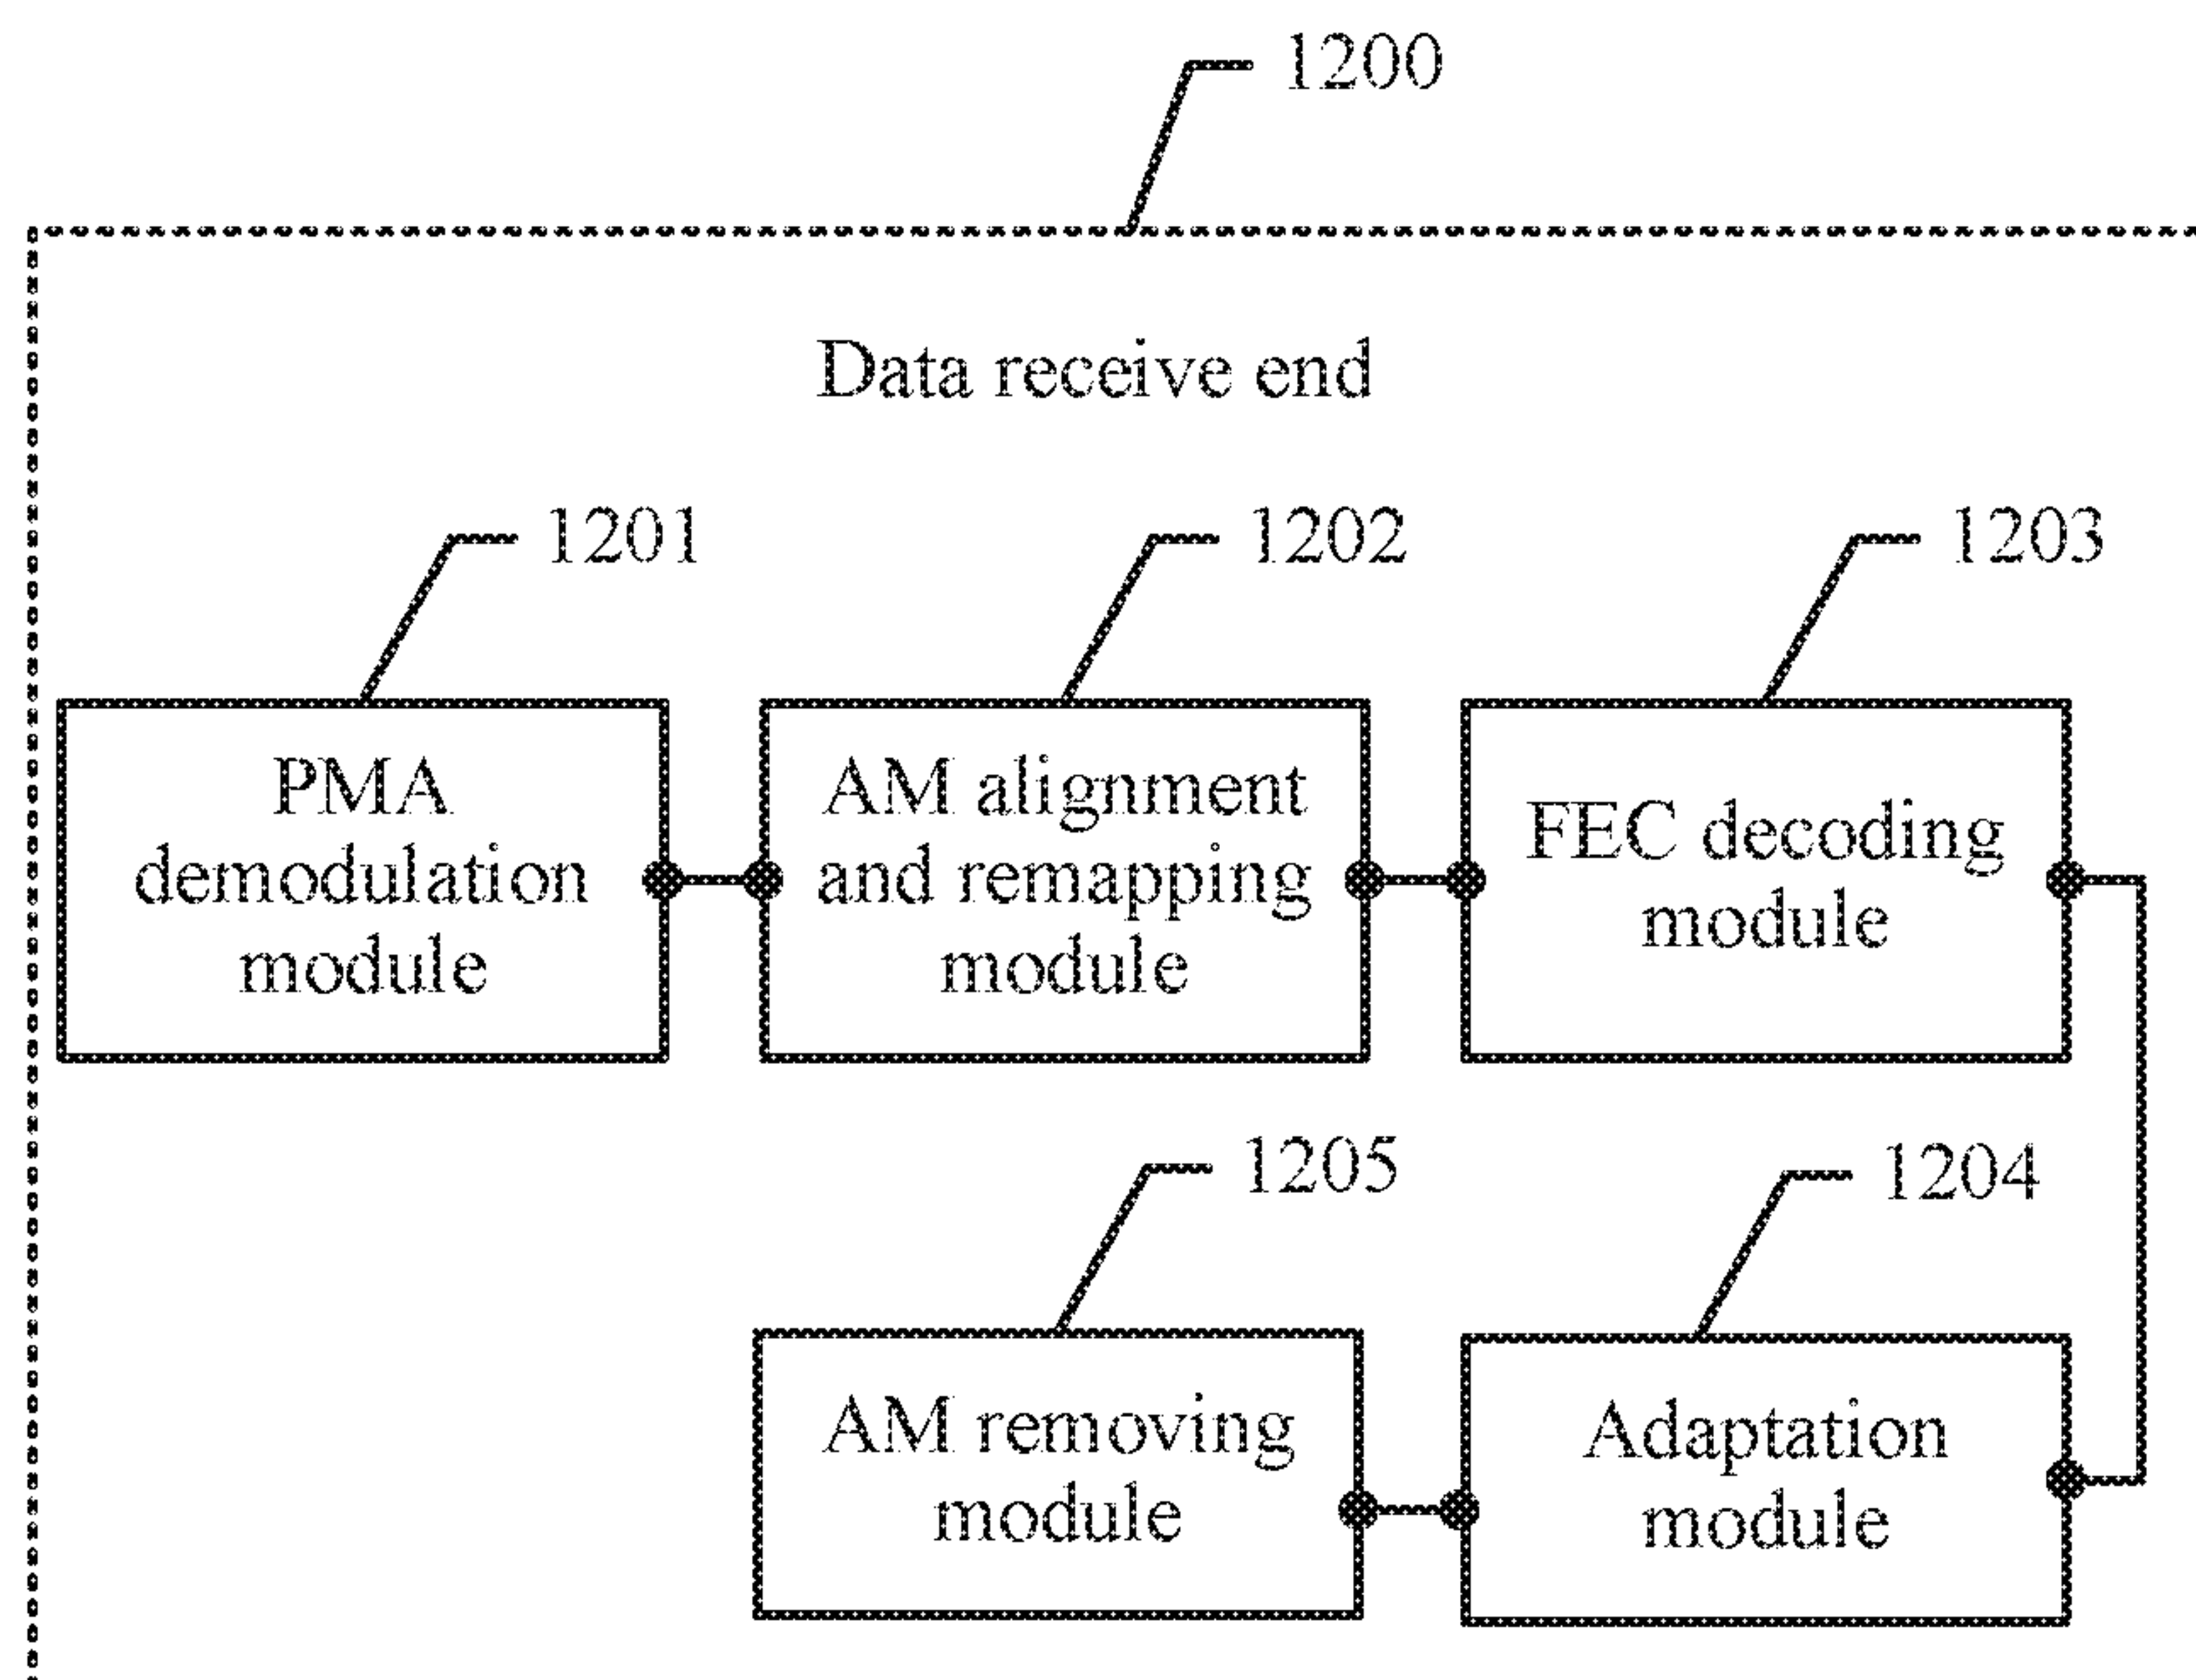 1200
Data receive end
1201
1202
1203
PMA
demodulation
module
AM alignment
and remapping
module
FEC decoding
module
1205
1204
AM removing
module
Adaptation
module